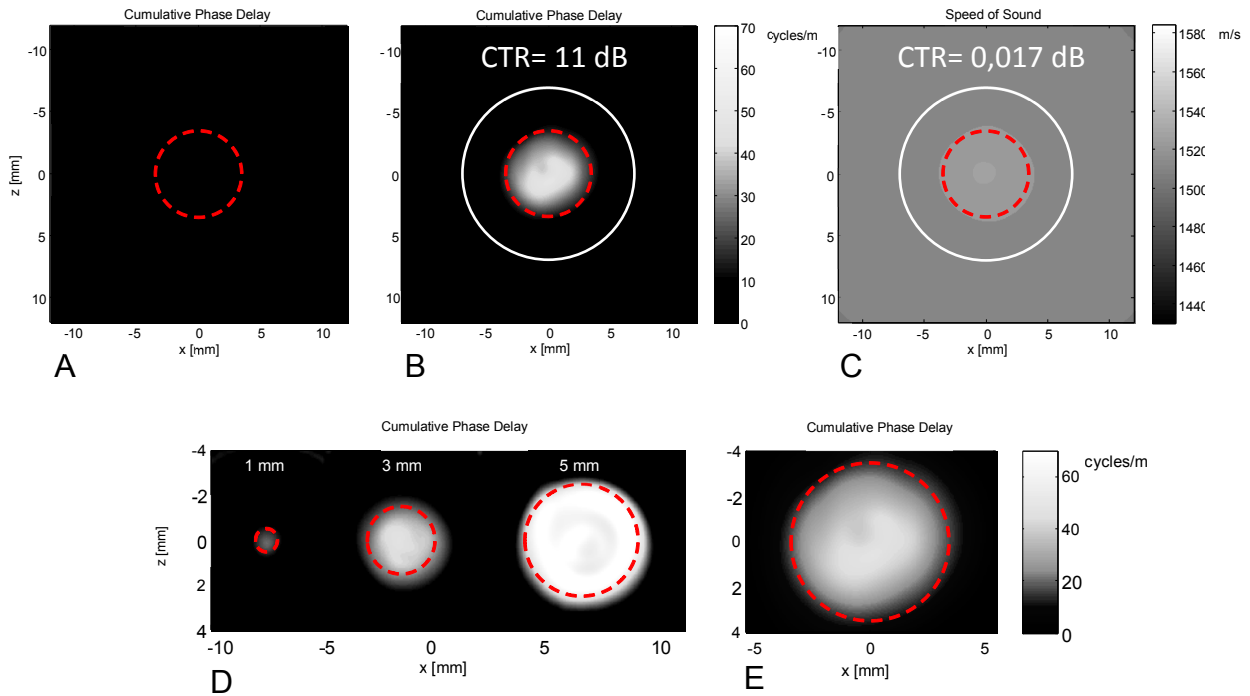 Cumulative Phase Delay
-10
-5
0
5
10
z [mm]
-10 -5 0 5 10
x [mm]
A
Cumulative Phase Delay
CTR= 11 dB
-10
-5
0
5
10
-10 -5 0 5 10
x [mm]
B
cycles/m
70
60
50
40
30
20
10
0
Speed of Sound
CTR= 0,017 dB
-10
-5
0
5
10
-10 -5 0 5 10
x [mm]
C
m/s
1580
1560
1540
1520
1500
1480
1460
1440
Cumulative Phase Delay
1 mm 3 mm 5 mm
-4
-2
0
2
4
z [mm]
-10 -5 0 5 10
x [mm]
D
Cumulative Phase Delay
-4
-2
0
2
4
-5 0 5
x [mm]
E
cycles/m
60
40
20
0